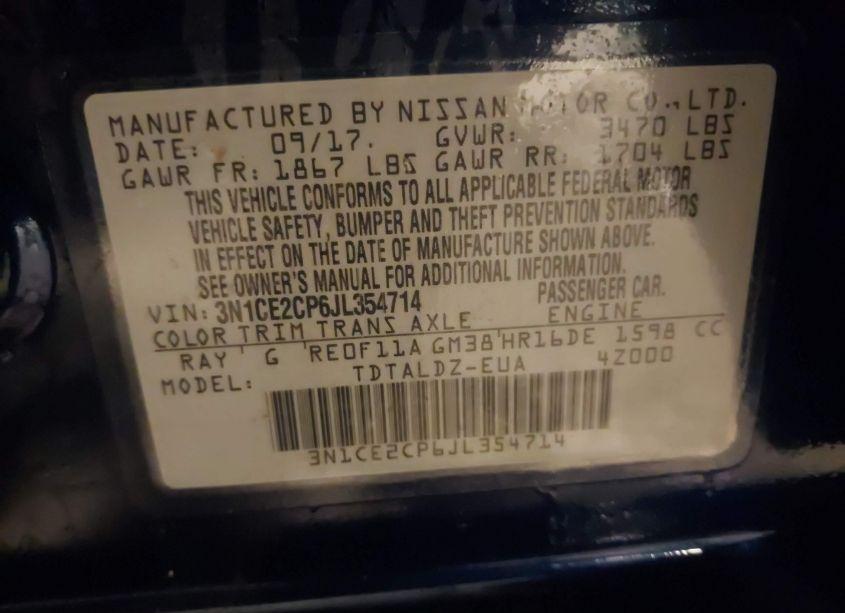 MANUFACTURED BY NISSAN MOTOR CO., LTD.
DATE: 09/17. GVWR: 3470 LBS
GAWR FR: 1867 LBS GAWR RR: 1704 LBS
THIS VEHICLE CONFORMS TO ALL APPLICABLE FEDERAL MOTOR
VEHICLE SAFETY, BUMPER AND THEFT PREVENTION STANDARDS
IN EFFECT ON THE DATE OF MANUFACTURE SHOWN ABOVE.
SEE OWNER'S MANUAL FOR ADDITIONAL INFORMATION.
VIN: 3N1CE2CP6JL354714 PASSENGER CAR.
COLOR TRIM TRANS AXLE ENGINE
RAY G RE0F11A GM38 HR16DE 1598 CC
MODEL: TDTALDZ-EUA 4Z000
3N1CE2CP6JL354714